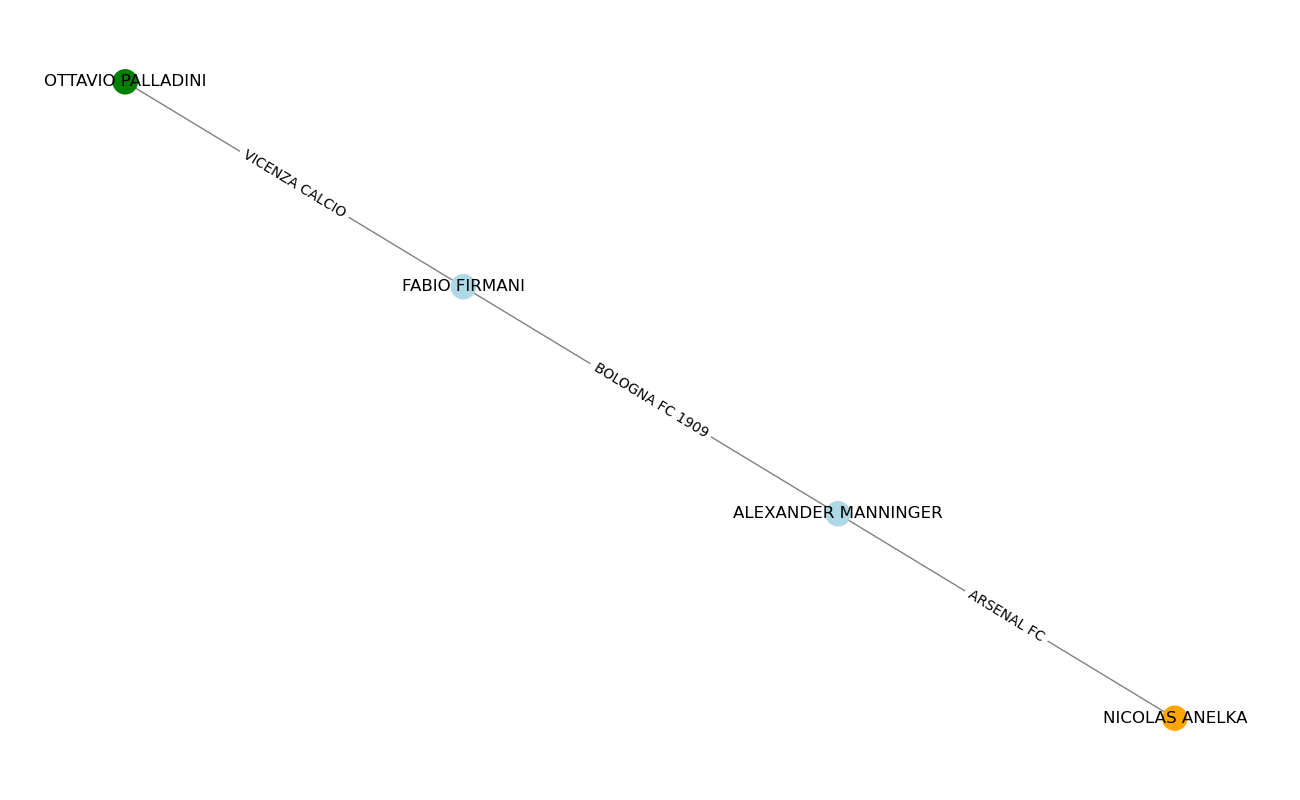 OTTAVIO PALLADINI
VICENZA CALCIO
FABIO FIRMANI
BOLOGNA FC 1909
ALEXANDER MANNINGER
ARSENAL FC
NICOLAS ANELKA